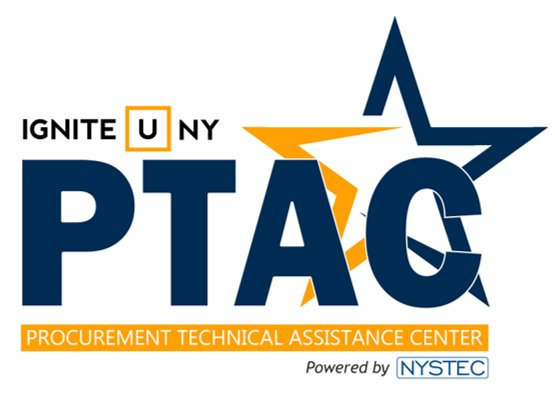 IGNITE U NY
PTAC
PROCUREMENT TECHNICAL ASSISTANCE CENTER
Powered by NYSTEC